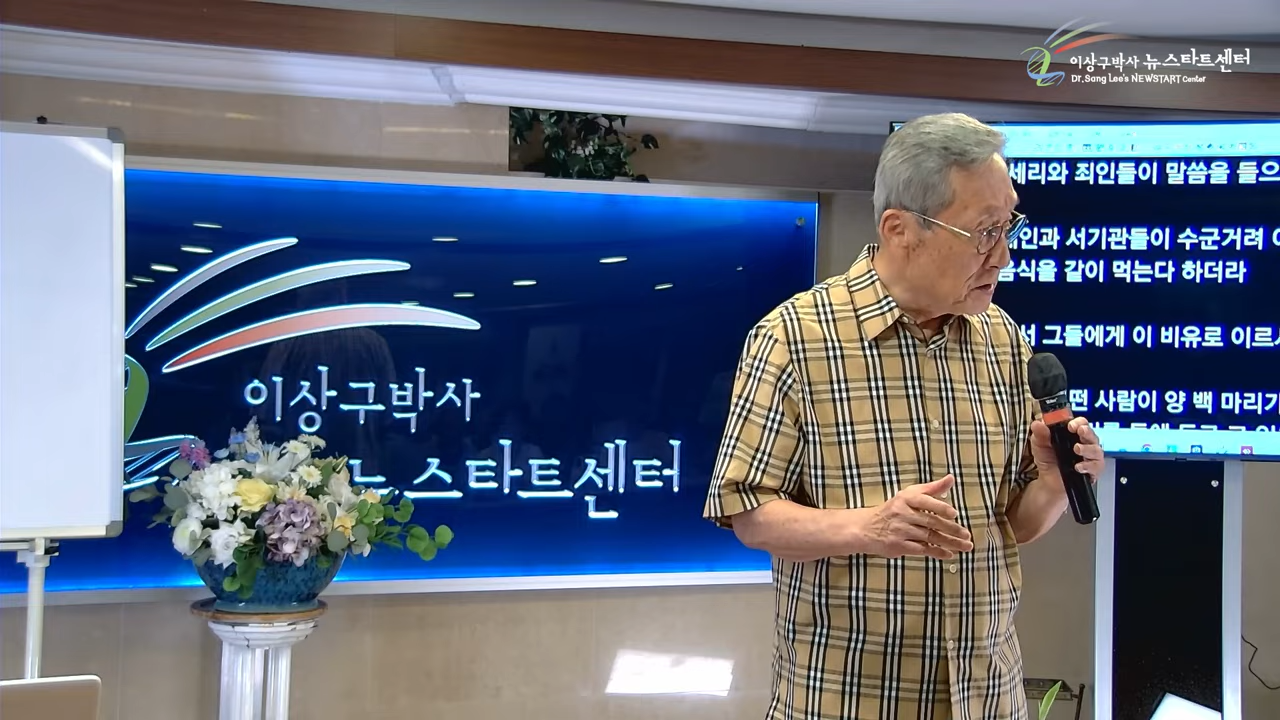 이상구박사 뉴스타트센터
Dr. Sang Lee's NEWSTART Center
세리와 죄인들이 말씀을 들으
인과 서기관들이 수군거려
음식을 같이 먹는다 하더라
그들에게 이 비유로 이르시
떤 사람이 양 백 마리가
이상구박사
뉴스타트센터